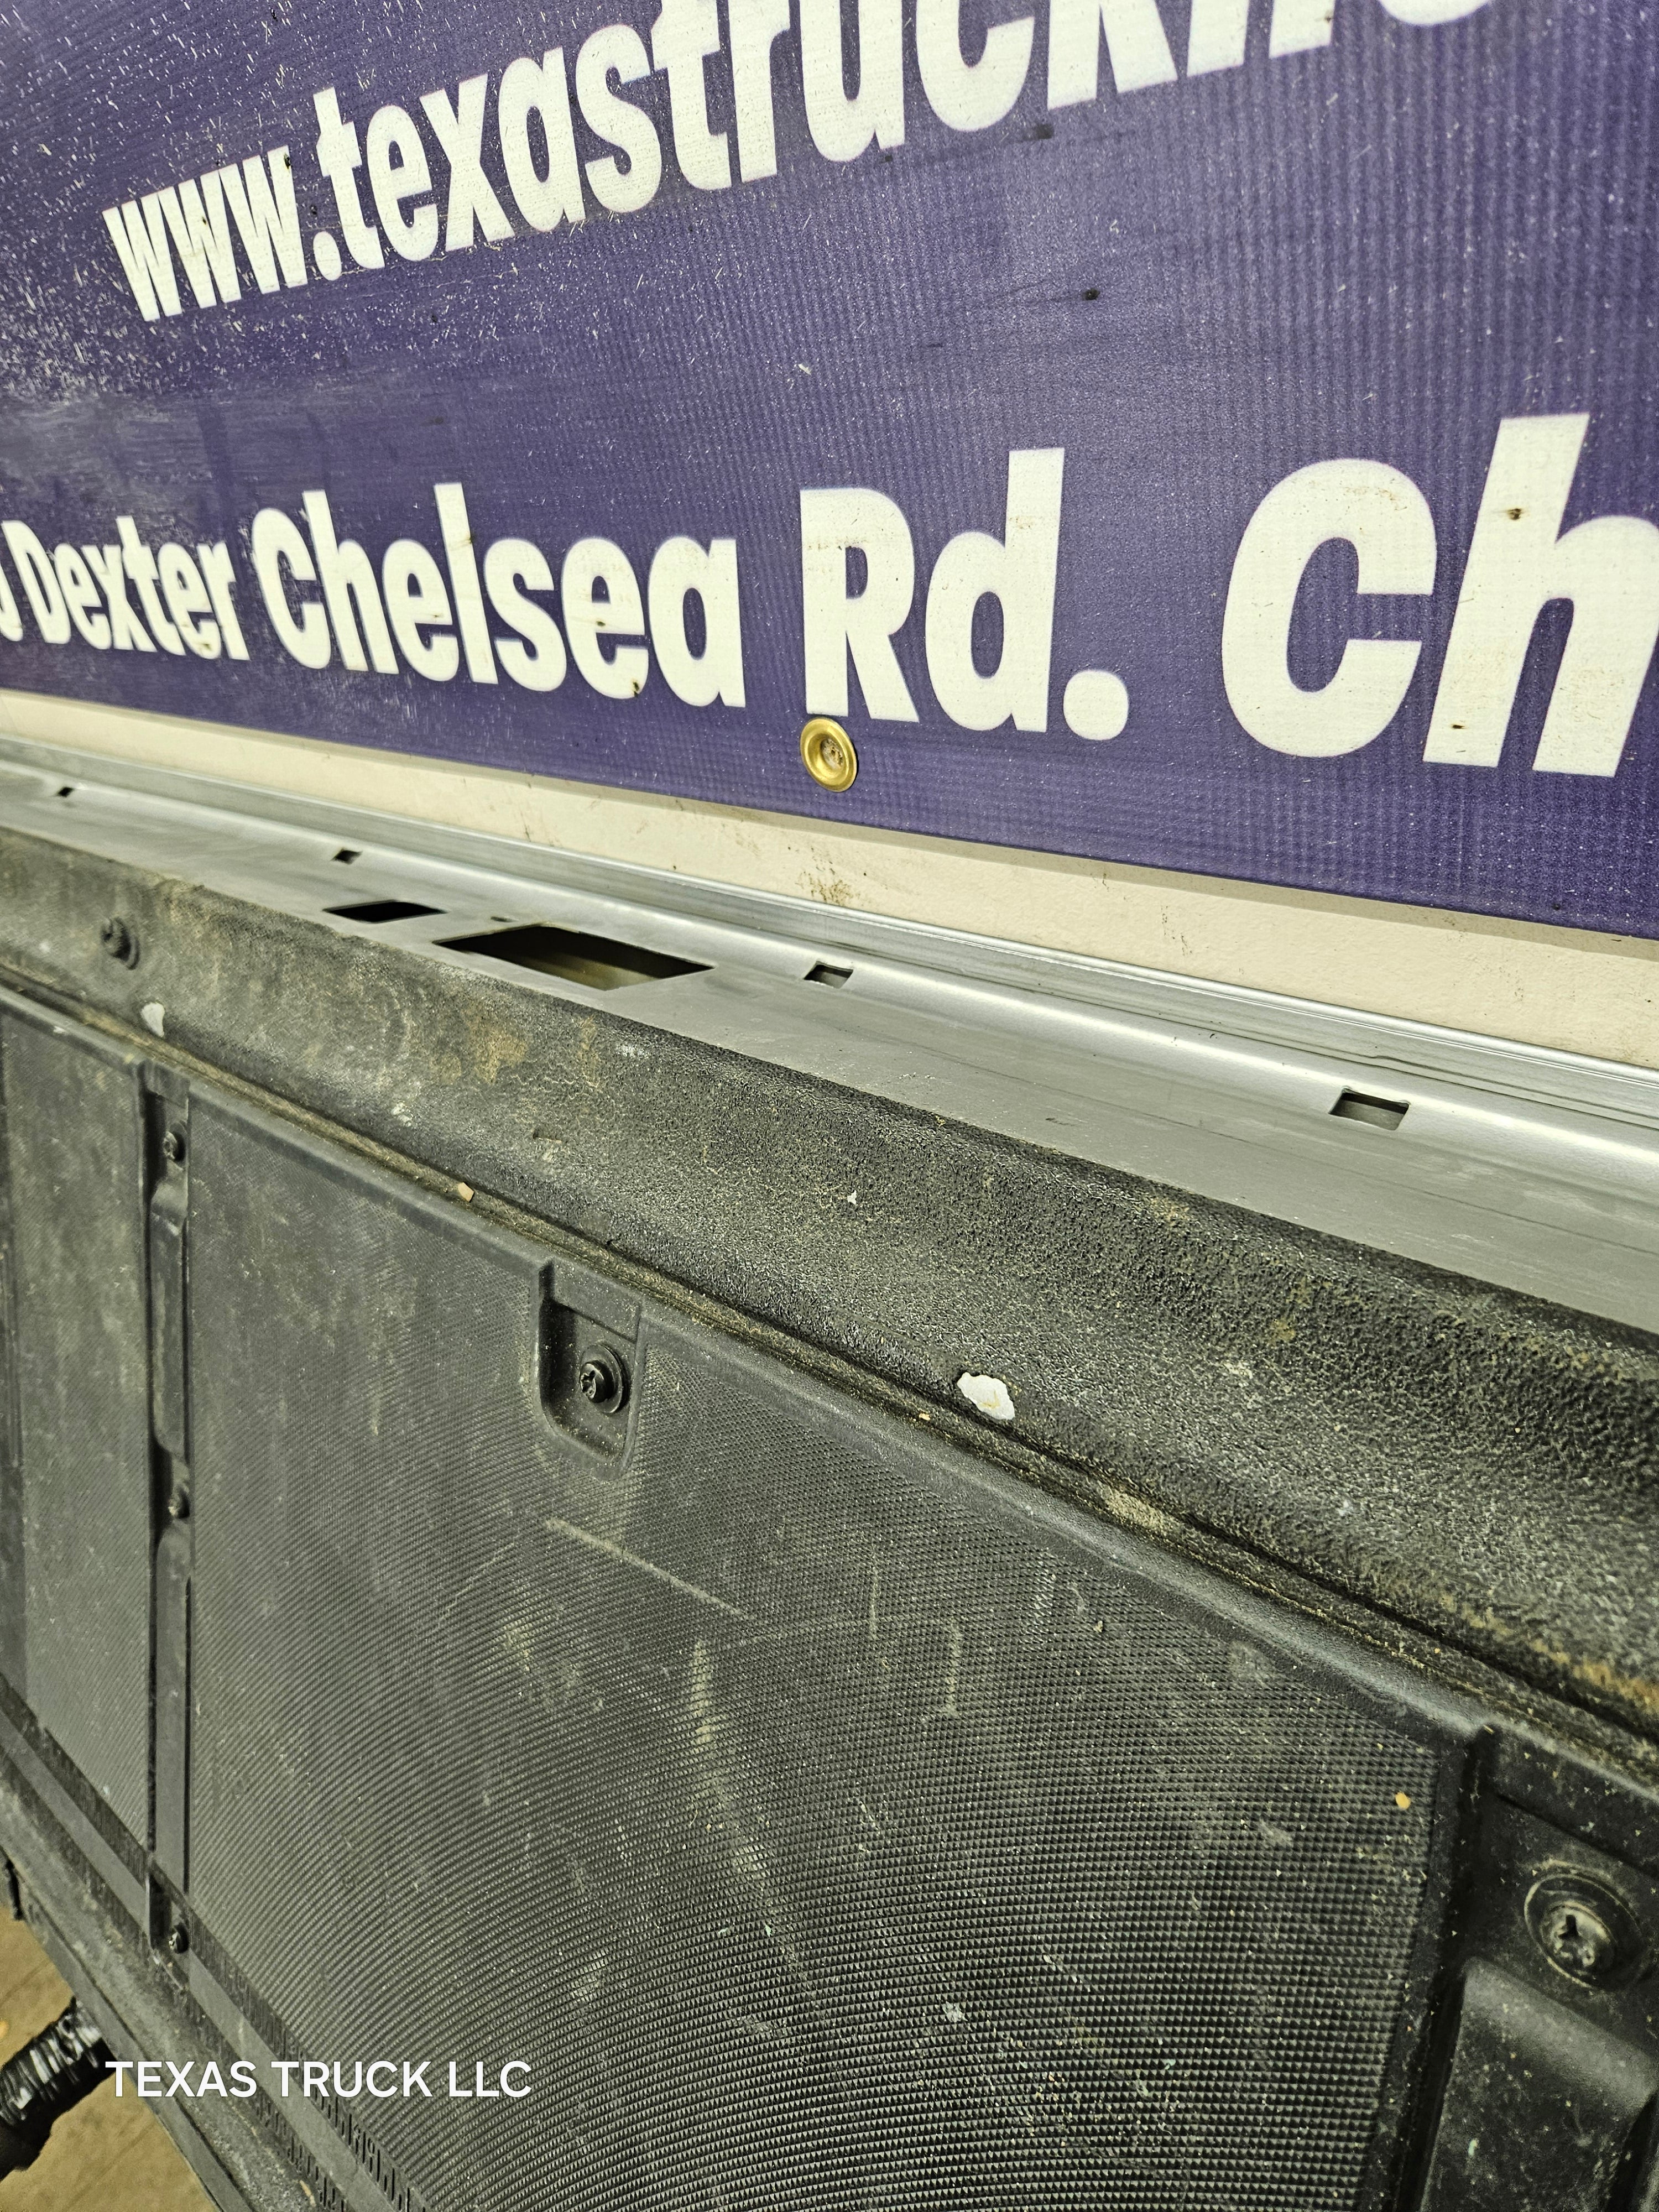 www.texastruck
Dexter Chelsea Rd. Ch
TEXAS TRUCK LLC